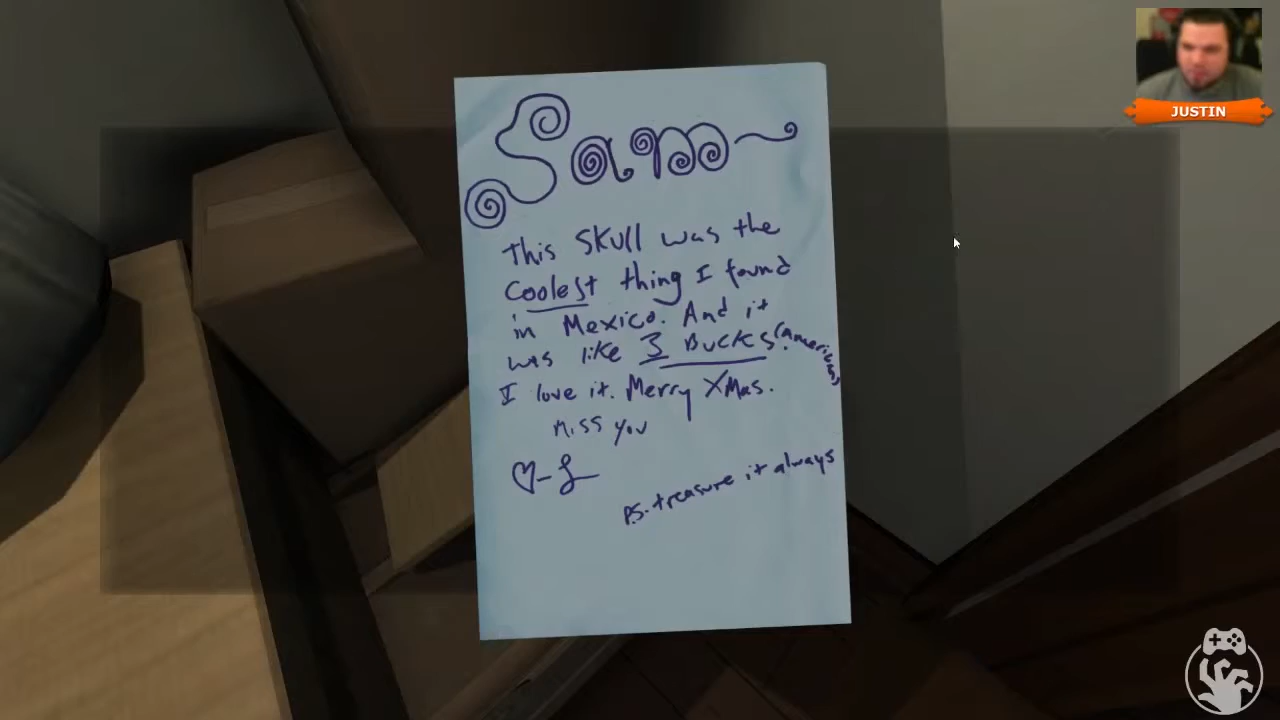 JUSTIN
Sam~
This SKUll was the
coolest thing I found
in Mexico. And it
was like 3 BUCKS. (American)
I love it. Merry XMas.
Miss you
♡-L
P.S. treasure it always